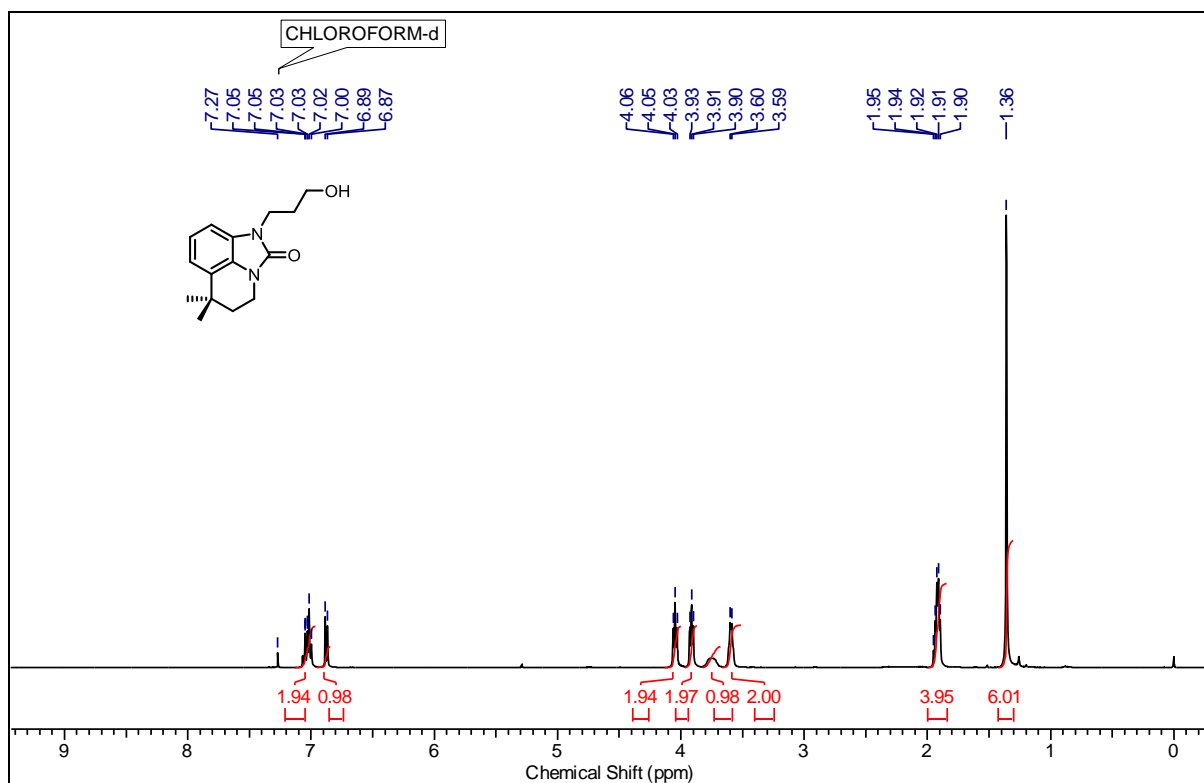 CHLOROFORM-d
7.27 7.05 7.05 7.03 7.03 7.02 7.00 6.89 6.87 4.06 4.05 4.03 3.93 3.91 3.90 3.60 3.59 1.95 1.94 1.92 1.91 1.90 1.36
OH
N
O
N
1.94 0.98 1.94 1.97 0.98 2.00 3.95 6.01
9 8 7 6 5 4 3 2 1 0
Chemical Shift (ppm)